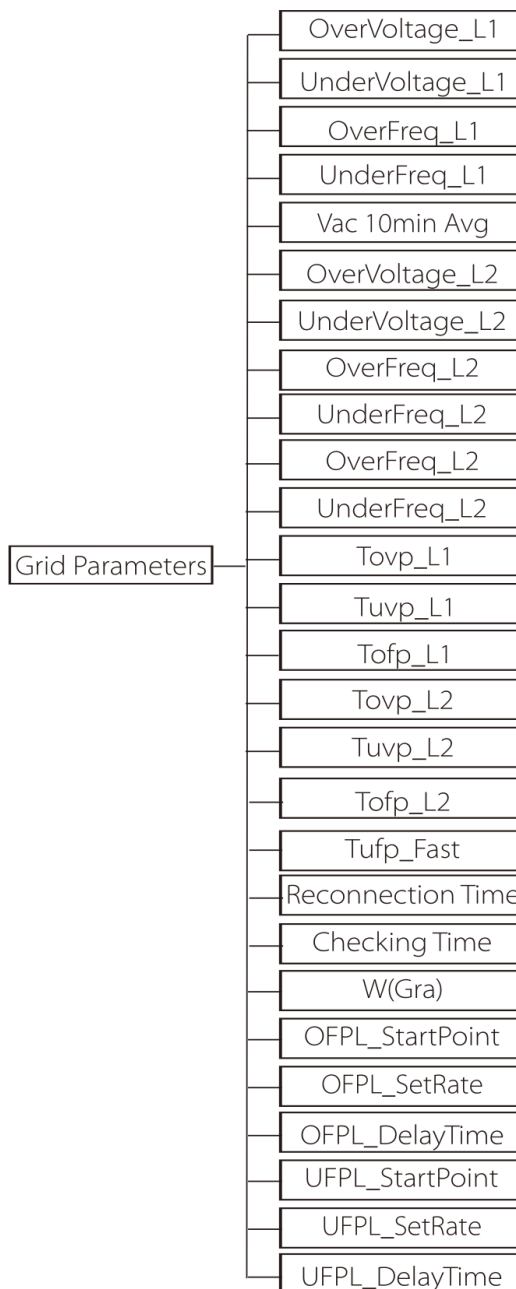 OverVoltage_L1
UnderVoltage_L1
OverFreq_L1
UnderFreq_L1
Vac 10min Avg
OverVoltage_L2
UnderVoltage_L2
OverFreq_L2
UnderFreq_L2
OverFreq_L2
UnderFreq_L2
Grid Parameters
Tovp_L1
Tuvp_L1
Tofp_L1
Tovp_L2
Tuvp_L2
Tofp_L2
Tufp_Fast
Reconnection Time
Checking Time
W(Gra)
OFPL_StartPoint
OFPL_SetRate
OFPL_DelayTime
UFPL_StartPoint
UFPL_SetRate
UFPL_DelayTime